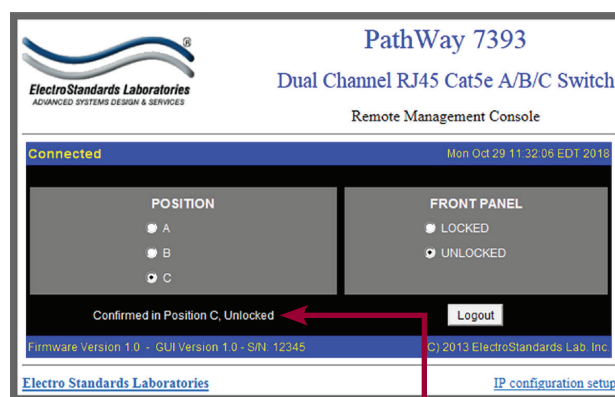 PathWay 7393
®
ElectroStandards Laboratories
ADVANCED SYSTEMS DESIGN & SERVICES
Dual Channel RJ45 Cat5e A/B/C Switch
Remote Management Console
Connected
Mon Oct 29 11:32:06 EDT 2018
POSITION
A
B
C
FRONT PANEL
LOCKED
UNLOCKED
Confirmed in Position C, Unlocked
Logout
Firmware Version 1.0 - GUI Version 1.0 - S/N: 12345
(C) 2013 ElectroStandards Lab. Inc.
Electro Standards Laboratories
IP configuration setup